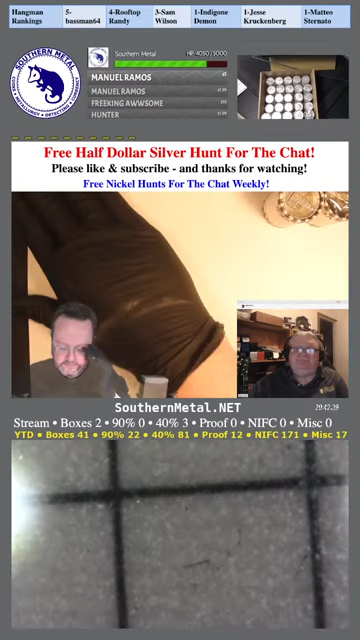 Hangman Rankings
5-bassman64
4-Rooftop Randy
3-Sam Wilson
1-Indigone Demon
1-Jesse Kruckenberg
1-Matteo Sternato
SOUTHERN METAL
Southern Metal
HP: 4050/5000
MANUEL RAMOS
MANUEL RAMOS
FREEKING AWWSOME
HUNTER
Free Half Dollar Silver Hunt For The Chat!
Please like & subscribe - and thanks for watching!
Free Nickel Hunts For The Chat Weekly!
SouthernMetal.NET
20:42:39
Stream • Boxes 2 • 90% 0 • 40% 3 • Proof 0 • NIFC 0 • Misc 0
YTD • Boxes 41 • 90% 22 • 40% 81 • Proof 12 • NIFC 171 • Misc 17